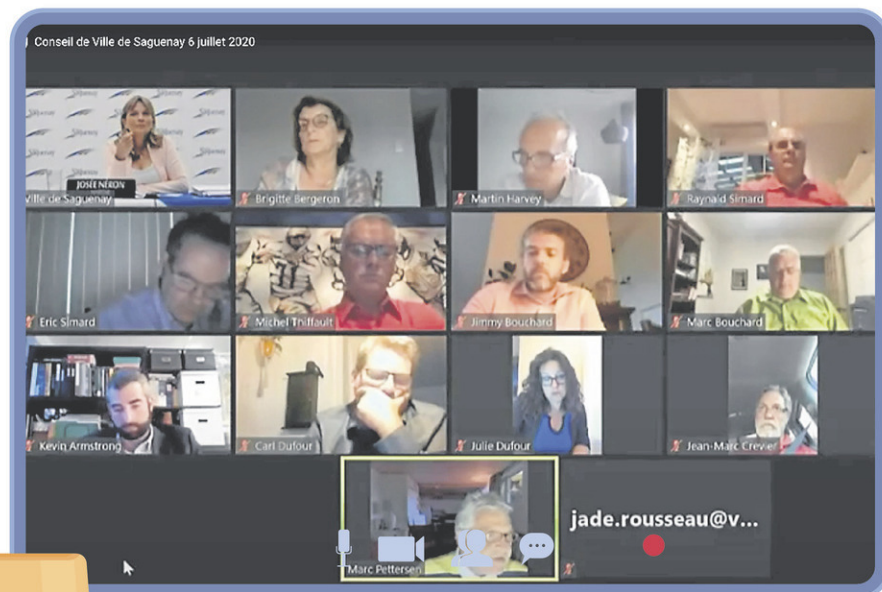 Conseil de Ville de Saguenay 6 juillet 2020
JOSÉE NÉRON
Ville de Saguenay
Brigitte Bergeron
Martin Harvey
Raynald Simard
Eric Simard
Michel Thiffault
Jimmy Bouchard
Marc Bouchard
Kevin Armstrong
Carl Dufour
Julie Dufour
Jean-Marc Crevier
Marc Pettersen
jade.rousseau@v...